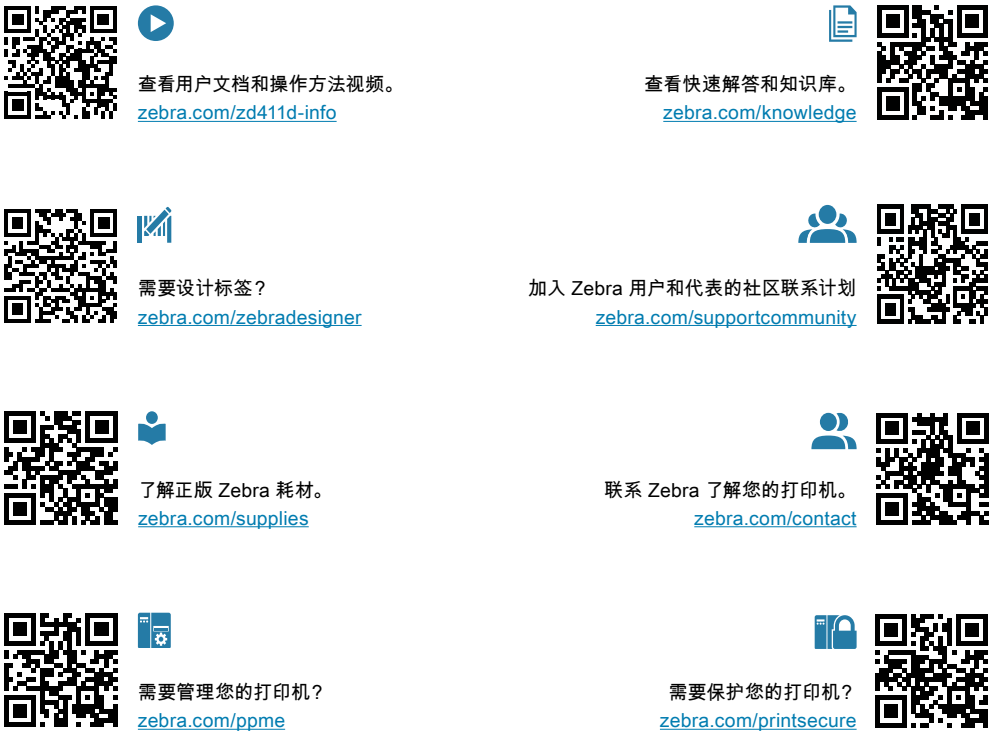 查看用户文档和操作方法视频。
zebra.com/zd411d-info
查看快速解答和知识库。
zebra.com/knowledge
需要设计标签？
zebra.com/zebradesigner
加入 Zebra 用户和代表的社区联系计划
zebra.com/supportcommunity
了解正版 Zebra 耗材。
zebra.com/supplies
联系 Zebra 了解您的打印机。
zebra.com/contact
需要管理您的打印机？
zebra.com/ppme
需要保护您的打印机？
zebra.com/printsecure